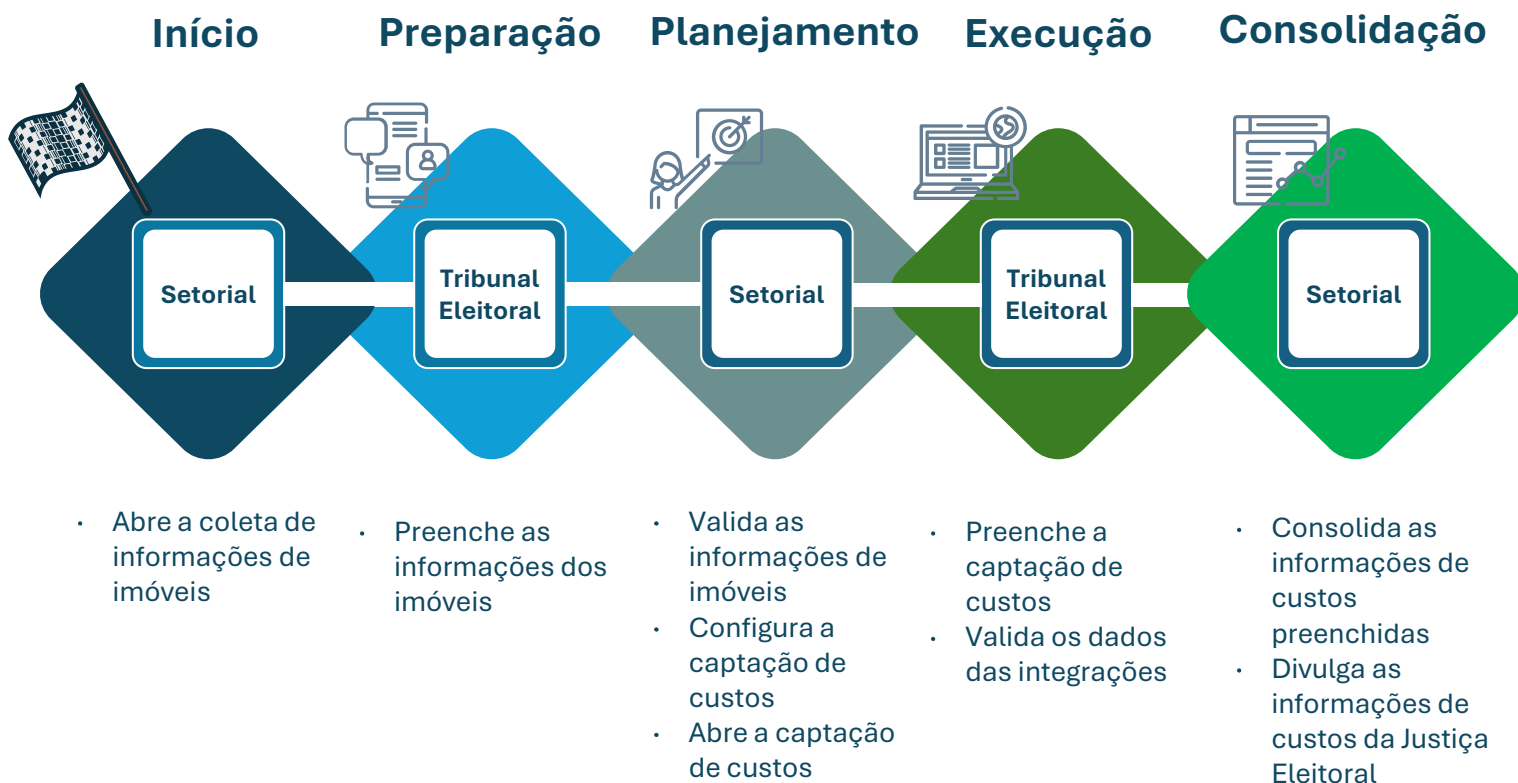 Início
Preparação
Planejamento
Execução
Consolidação
Setorial
Tribunal
Eleitoral
Setorial
Tribunal
Eleitoral
Setorial
· Abre a coleta de
informações de
imóveis
· Preenche as
informações dos
imóveis
· Valida as
informações de
imóveis
· Configura a
captação de
custos
· Abre a captação
de custos
· Preenche a
captação de
custos
· Valida os dados
das integrações
· Consolida as
informações de
custos
preenchidas
· Divulga as
informações de
custos da Justiça
Eleitoral